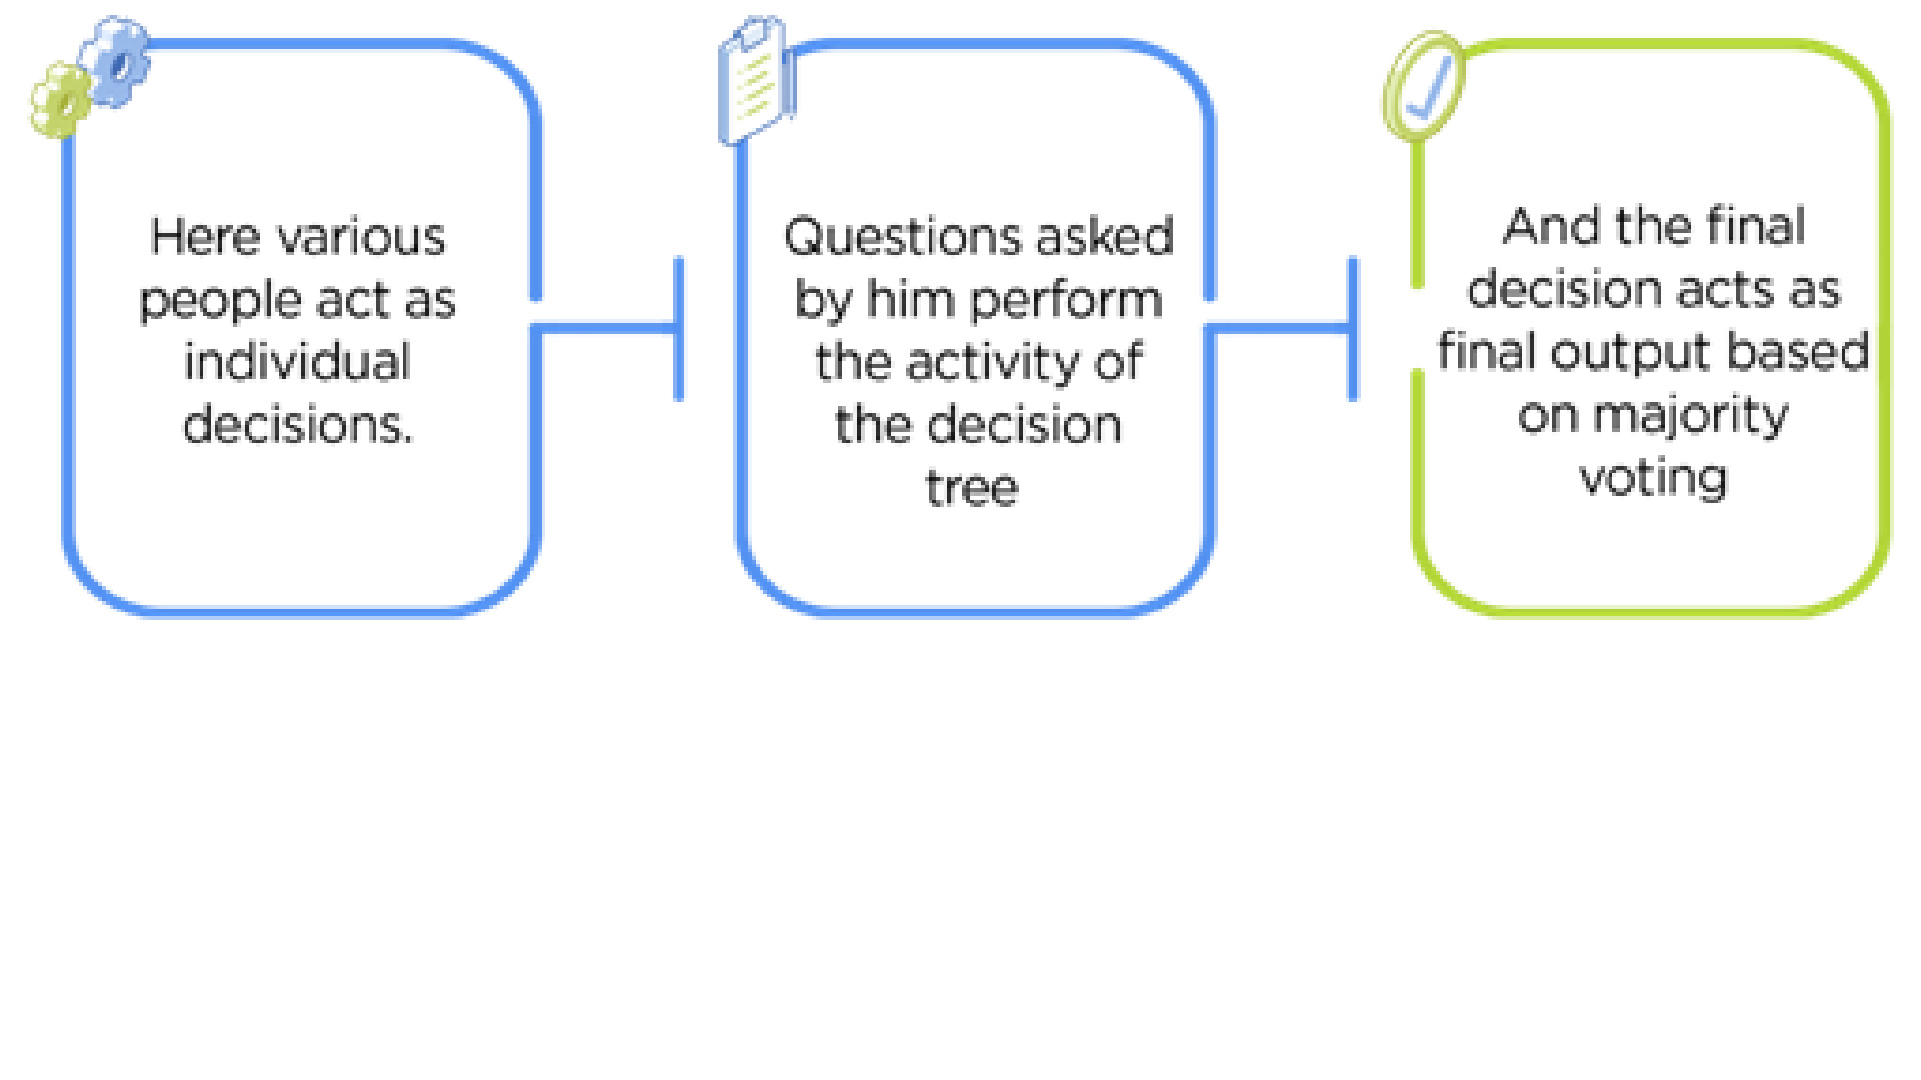 Here various
people act as
individual
decisions.
Questions asked
by him perform
the activity of
the decision
tree
And the final
decision acts as
final output based
on majority
voting